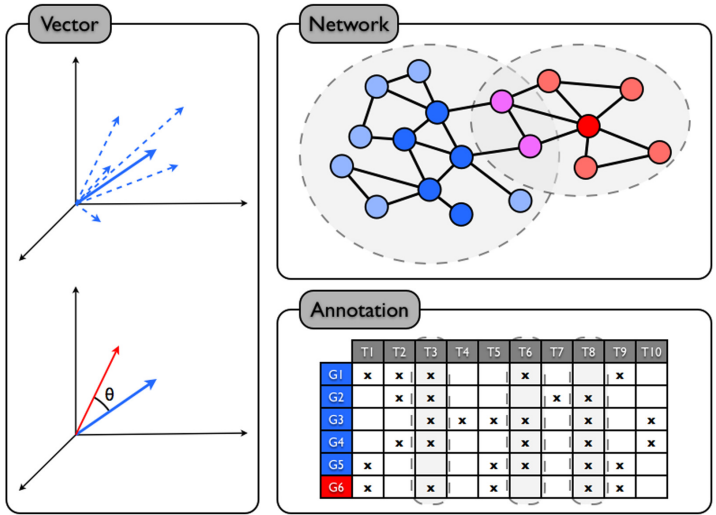 Vector
θ
Network
Annotation
T1 T2 T3 T4 T5 T6 T7 T8 T9 T10
G1 x x x x x
G2 x x x x
G3 x x x x x x
G4 x x x x x
G5 x x x x x
G6 x x x x x